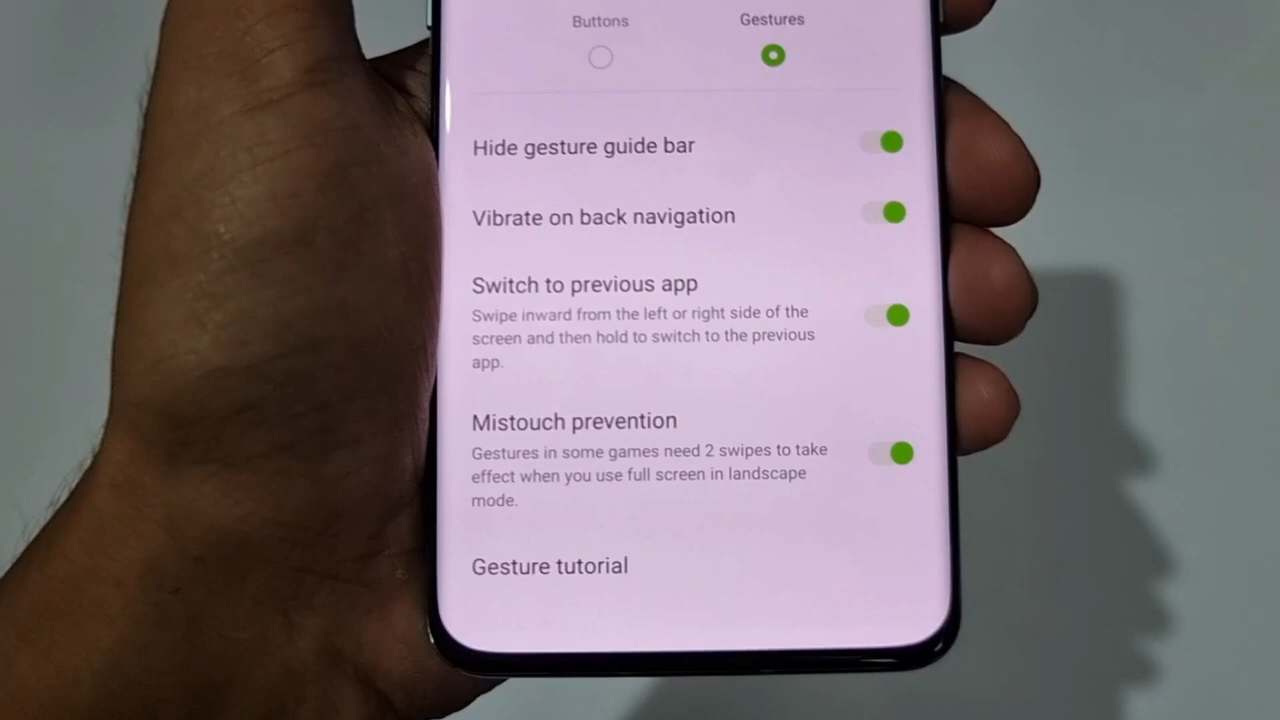 Buttons Gestures
Hide gesture guide bar
Vibrate on back navigation
Switch to previous app
Swipe inward from the left or right side of the
screen and then hold to switch to the previous
app.
Mistouch prevention
Gestures in some games need 2 swipes to take
effect when you use full screen in landscape
mode.
Gesture tutorial